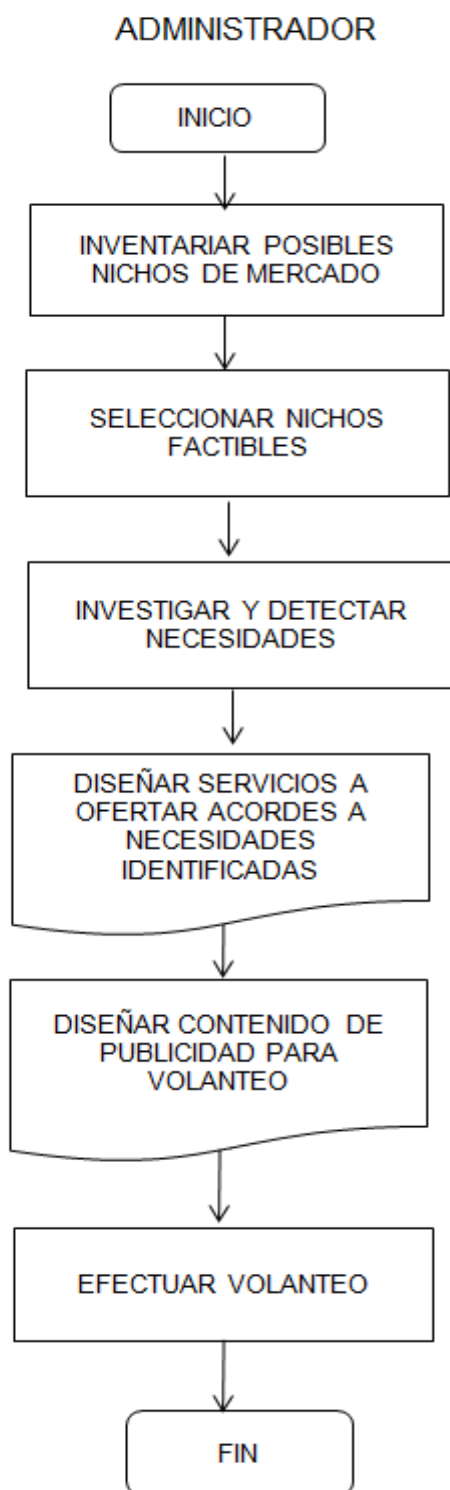 ADMINISTRADOR
INICIO
INVENTARIAR POSIBLES
NICHOS DE MERCADO
SELECCIONAR NICHOS
FACTIBLES
INVESTIGAR Y DETECTAR
NECESIDADES
DISEÑAR SERVICIOS A
OFERTAR ACORDES A
NECESIDADES
IDENTIFICADAS
DISEÑAR CONTENIDO DE
PUBLICIDAD PARA
VOLANTEO
EFECTUAR VOLANTEO
FIN